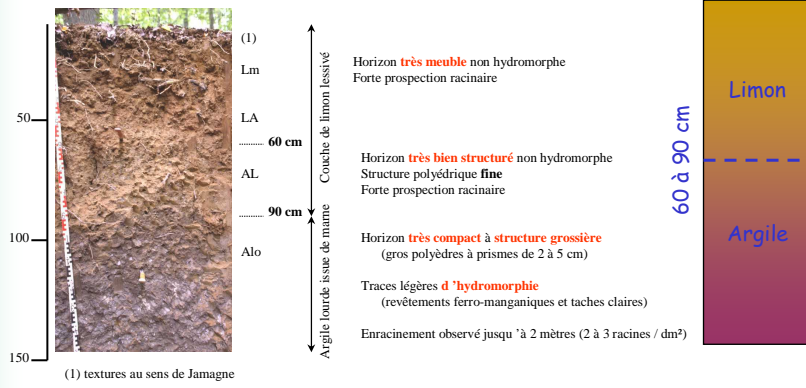 (1)
Lm
50
LA
60 cm
AL
90 cm
100
Alo
150
(1) textures au sens de Jamagne
Couche de limon lessivé
Argile lourde issue de marne
Horizon très meuble non hydromorphe
Forte prospection racinaire
Horizon très bien structuré non hydromorphe
Structure polyédrique fine
Forte prospection racinaire
Horizon très compact à structure grossière
(gros polyèdres à prismes de 2 à 5 cm)
Traces légères d ’hydromorphie
(revêtements ferro-manganiques et taches claires)
Enracinement observé jusqu ’à 2 mètres (2 à 3 racines / dm²)
60 à 90 cm
Limon
Argile